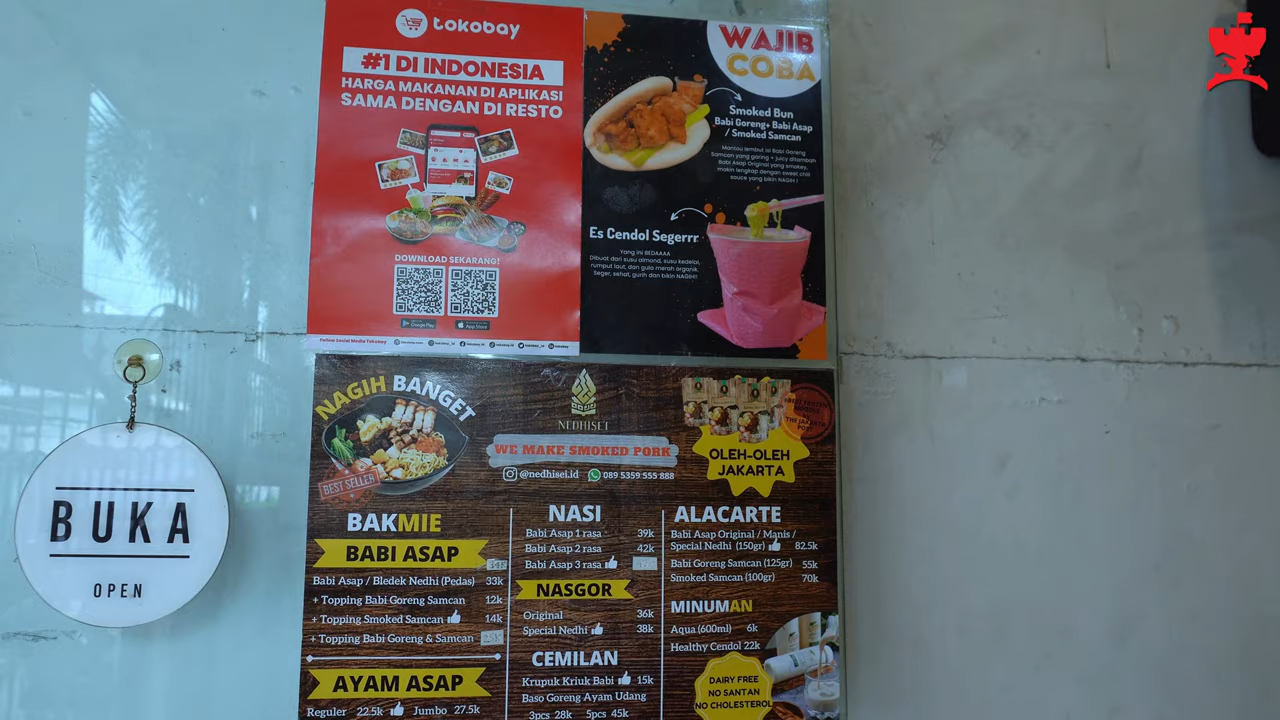 tokobay
#1 DI INDONESIA
HARGA MAKANAN DI APLIKASI
SAMA DENGAN DI RESTO
DOWNLOAD SEKARANG!
Google Play
App Store
Follow Social Media Tokobay
WAJIB
COBA
Smoked Bun
Babi Goreng+ Babi Asap
/ Smoked Samcan
Mantou lembut isi Babi Goreng
Samcan yang garing + juicy ditambah
Babi Asap Original yang smokey,
makin lengkap dengan sweet chili
sauce yang bikin NAGIH !
Es Cendol Segerrr
Yang ini BEDAAAA
Dibuat dari susu almond, susu kedelai,
rumput laut, dan gula merah organik.
Seger, sehat, gurih dan bikin NAGIH!!
BUKA
OPEN
NAGIH BANGET
BEST SELLER
NEDHISEI
WE MAKE SMOKED PORK
@nedhisei.id 089 5359 555 888
OLEH-OLEH
JAKARTA
BAKMIE
BABI ASAP
Babi Asap / Bledek Nedhi (Pedas) 33k
+ Topping Babi Goreng Samcan 12k
+ Topping Smoked Samcan 14k
+ Topping Babi Goreng & Samcan 25k
AYAM ASAP
Reguler 22.5k Jumbo 27.5k
NASI
Babi Asap 1 rasa 39k
Babi Asap 2 rasa 42k
Babi Asap 3 rasa
NASGOR
Original 36k
Special Nedhi 38k
CEMILAN
Krupuk Kriuk Babi 15k
Baso Goreng Ayam Udang
3pcs 28k 5pcs 45k
ALACARTE
Babi Asap Original / Manis /
Special Nedhi (150gr) 82.5k
Babi Goreng Samcan (125gr) 55k
Smoked Samcan (100gr) 70k
MINUMAN
Aqua (600ml) 6k
Healthy Cendol 22k
DAIRY FREE
NO SANTAN
NO CHOLESTEROL